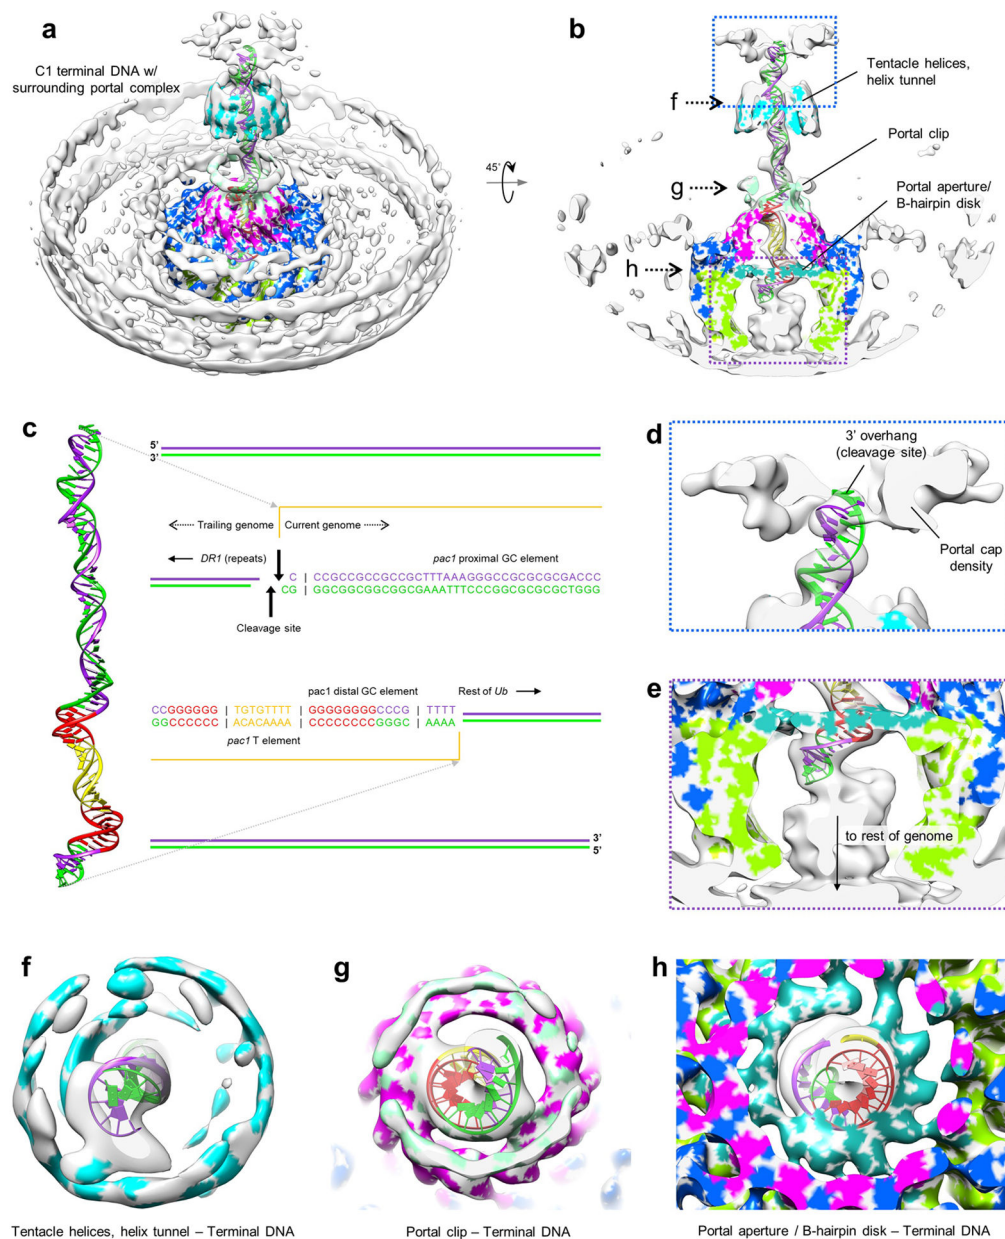 a
C1 terminal DNA w/
surrounding portal complex
45°
b
f
g
h
Tentacle helices,
helix tunnel
Portal clip
Portal aperture/
B-hairpin disk
c
5'
3'
Trailing genome
Current genome
DR1 (repeats)
pac1 proximal GC element
C | CCGCCGCCGCCGCTTTAAAGGGCCGCGCGCGACCC
CG | GGCGGCGGCGGCGAAATTTCCCGGCGCGCGCTGGG
Cleavage site
pac1 distal GC element
Rest of Ub
CCGGGGGG | TGTGTTTT | GGGGGGGGCCCG | TTTT
GGCCCCCC | ACACAAAA | CCCCCCCCGGGC | AAAA
pac1 T element
3'
5'
d
3' overhang
(cleavage site)
Portal cap
density
e
to rest of genome
f
Tentacle helices, helix tunnel – Terminal DNA
g
Portal clip – Terminal DNA
h
Portal aperture / B-hairpin disk – Terminal DNA